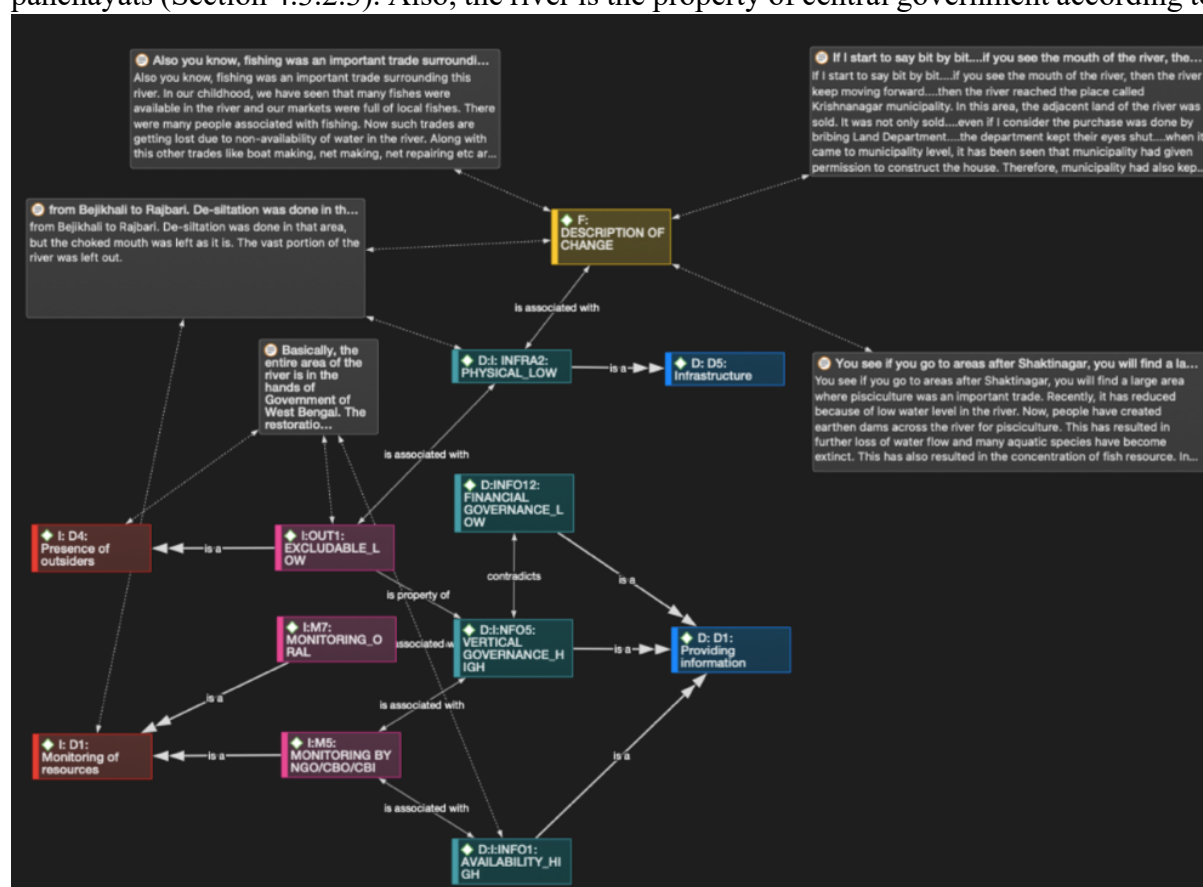 panchayats (Section 4.3.2.3). Also, the river is the property of central government according to
Also you know, fishing was an important trade surroundi...
Also you know, fishing was an important trade surrounding this
river. In our childhood, we have seen that many fishes were
available in the river and our markets were full of local fishes. There
were many people associated with fishing. Now such trades are
getting lost due to non-availability of water in the river. Along with
this other trades like boat making, net making, net repairing etc ar...
If I start to say bit by bit....if you see the mouth of the river, the...
If I start to say bit by bit....if you see the mouth of the river, then the river
keep moving forward....then the river reached the place called
Krishnanagar municipality. In this area, the adjacent land of the river was
sold. It was not only sold....even if I consider the purchase was done by
bribing Land Department....the department kept their eyes shut....when it
came to municipality level, it has been seen that municipality had given
permission to construct the house. Therefore, municipality had also kep...
from Bejikhali to Rajbari. De-siltation was done in th...
from Bejikhali to Rajbari. De-siltation was done in that area,
but the choked mouth was left as it is. The vast portion of the
river was left out.
F:
DESCRIPTION OF
CHANGE
is associated with
Basically, the
entire area of the
river is in the
hands of
Government of
West Bengal. The
restoratio...
D:I: INFRA2:
PHYSICAL_LOW
is a
D: D5:
Infrastructure
You see if you go to areas after Shaktinagar, you will find a la...
You see if you go to areas after Shaktinagar, you will find a large area
where pisciculture was an important trade. Recently, it has reduced
because of low water level in the river. Now, people have created
earthen dams across the river for pisciculture. This has resulted in
further loss of water flow and many aquatic species have become
extinct. This has also resulted in the concentration of fish resource. In...
is associated with
D:INFO12:
FINANCIAL
GOVERNANCE_L
OW
I: D4:
Presence of
outsiders
is a
I:OUT1:
EXCLUDABLE_L
OW
contradicts
is a
is property of
I:M7:
MONITORING_O
RAL
associated w
D:I:NFO5:
VERTICAL
GOVERNANCE_H
IGH
is a
D: D1:
Providing
information
is a
is associated with
I: D1:
Monitoring of
resources
is a
I:M5:
MONITORING BY
NGO/CBO/CBI
is a
is associated with
D:I:INFO1:
AVAILABILITY_HI
GH